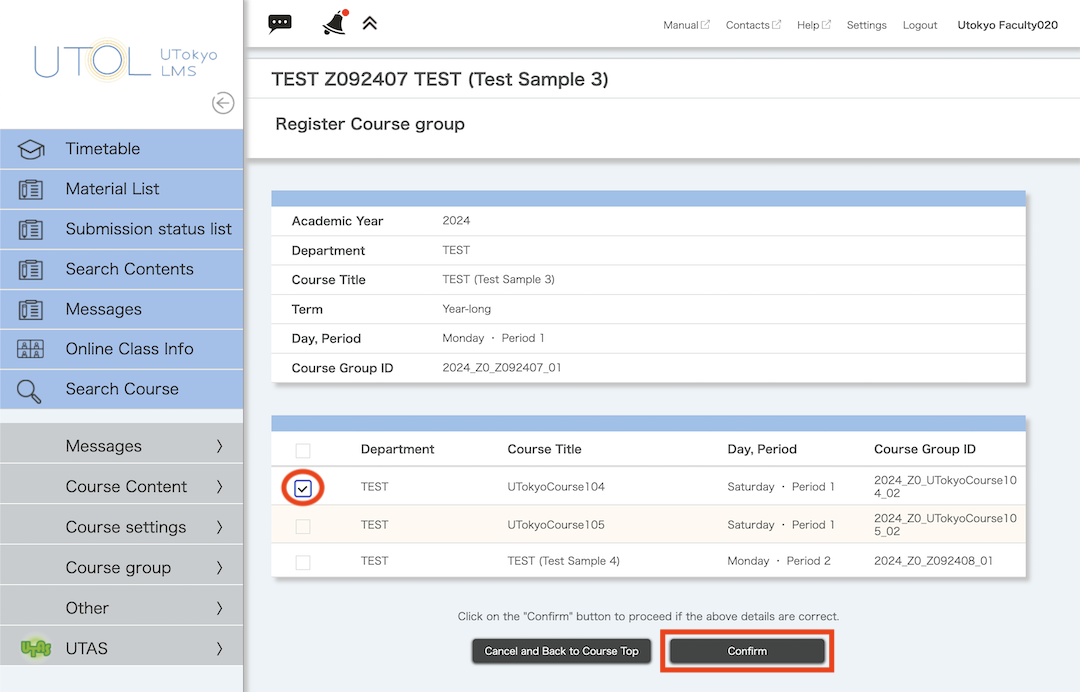 UTOL UTokyo
LMS
Manual Contacts Help Settings Logout Utokyo Faculty020
Timetable
Material List
Submission status list
Search Contents
Messages
Online Class Info
Search Course
Messages
Course Content
Course settings
Course group
Other
UTAS UTAS
TEST Z092407 TEST (Test Sample 3)
Register Course group
Academic Year 2024
Department TEST
Course Title TEST (Test Sample 3)
Term Year-long
Day, Period Monday ・ Period 1
Course Group ID 2024_Z0_Z092407_01
Department Course Title Day, Period Course Group ID
TEST UTokyoCourse104 Saturday ・ Period 1 2024_Z0_UTokyoCourse10
4_02
TEST UTokyoCourse105 Saturday ・ Period 1 2024_Z0_UTokyoCourse10
5_02
TEST TEST (Test Sample 4) Monday ・ Period 2 2024_Z0_Z092408_01
Click on the "Confirm" button to proceed if the above details are correct.
Cancel and Back to Course Top Confirm